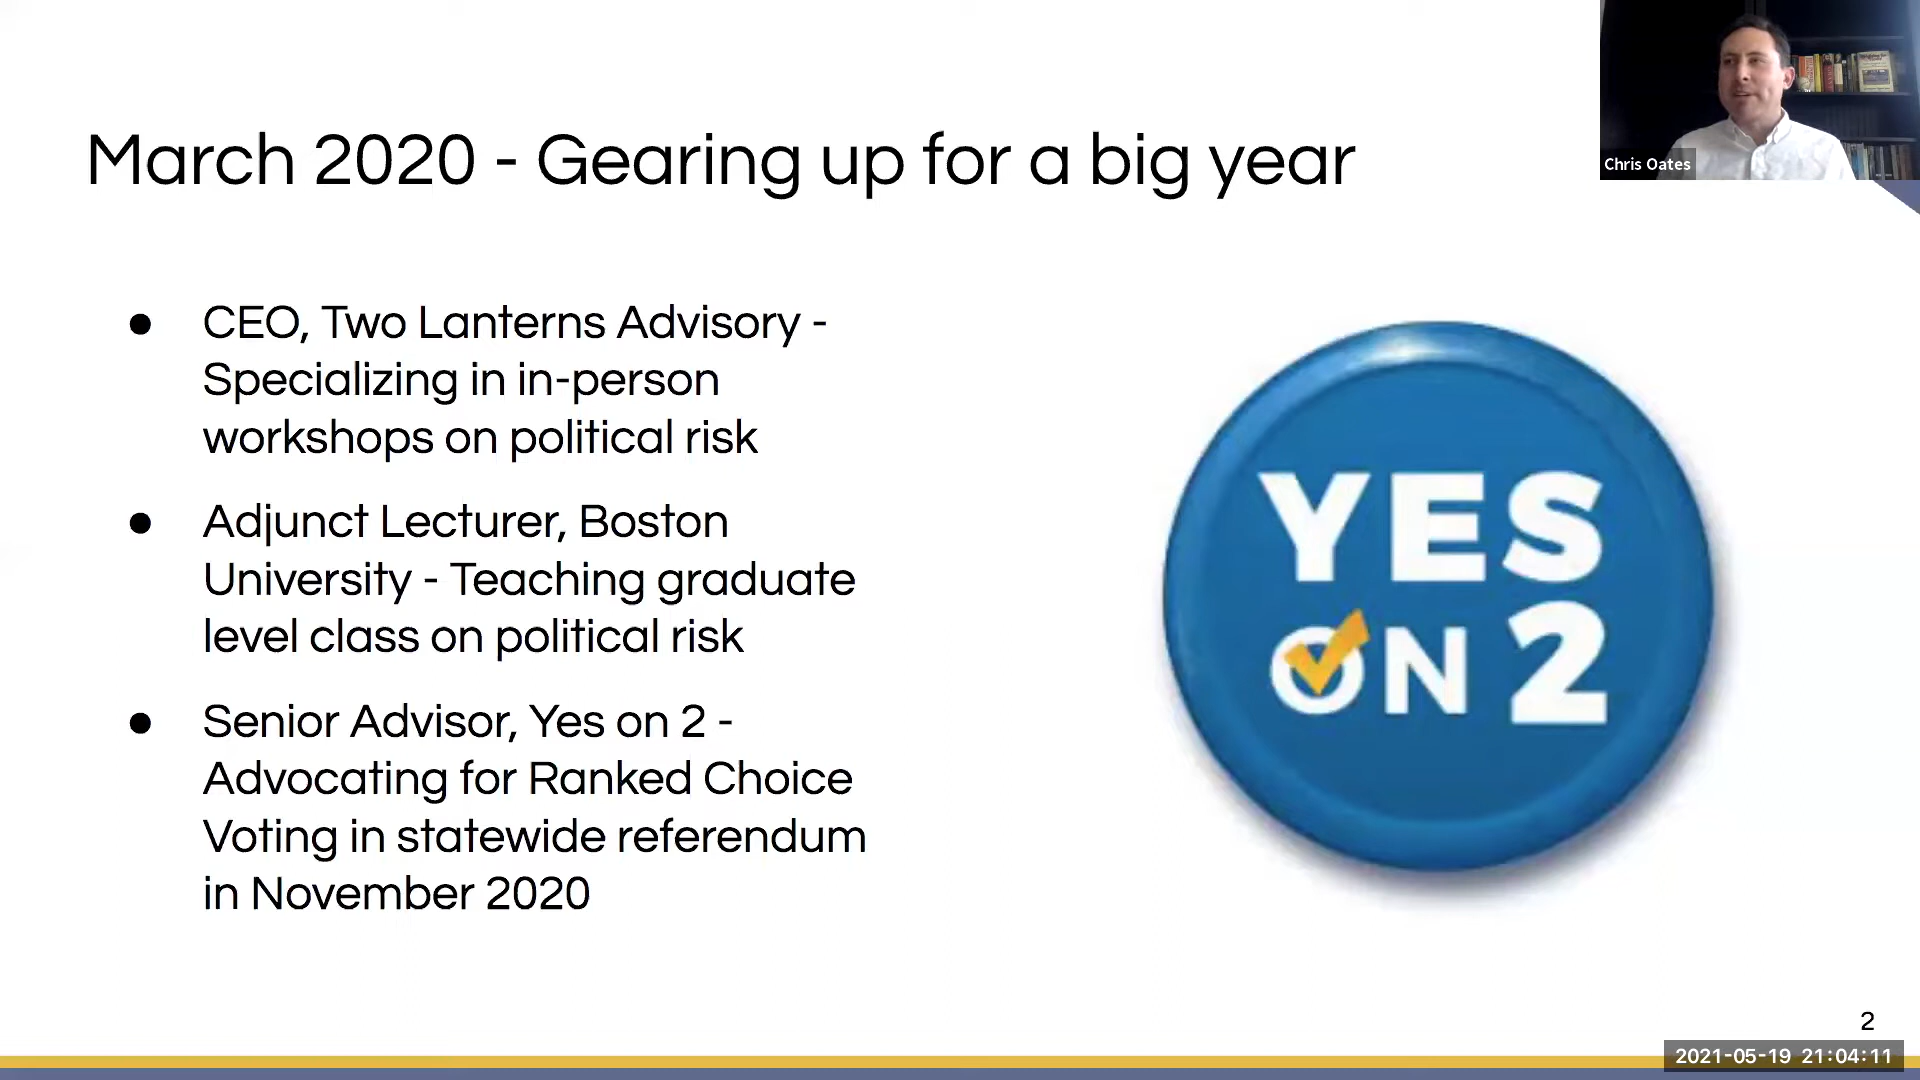 March 2020 - Gearing up for a big year
Chris Oates
● CEO, Two Lanterns Advisory -
Specializing in in-person
workshops on political risk
● Adjunct Lecturer, Boston
University - Teaching graduate
level class on political risk
● Senior Advisor, Yes on 2 -
Advocating for Ranked Choice
Voting in statewide referendum
in November 2020
YES
ON 2
2
2021-05-19 21:04:11